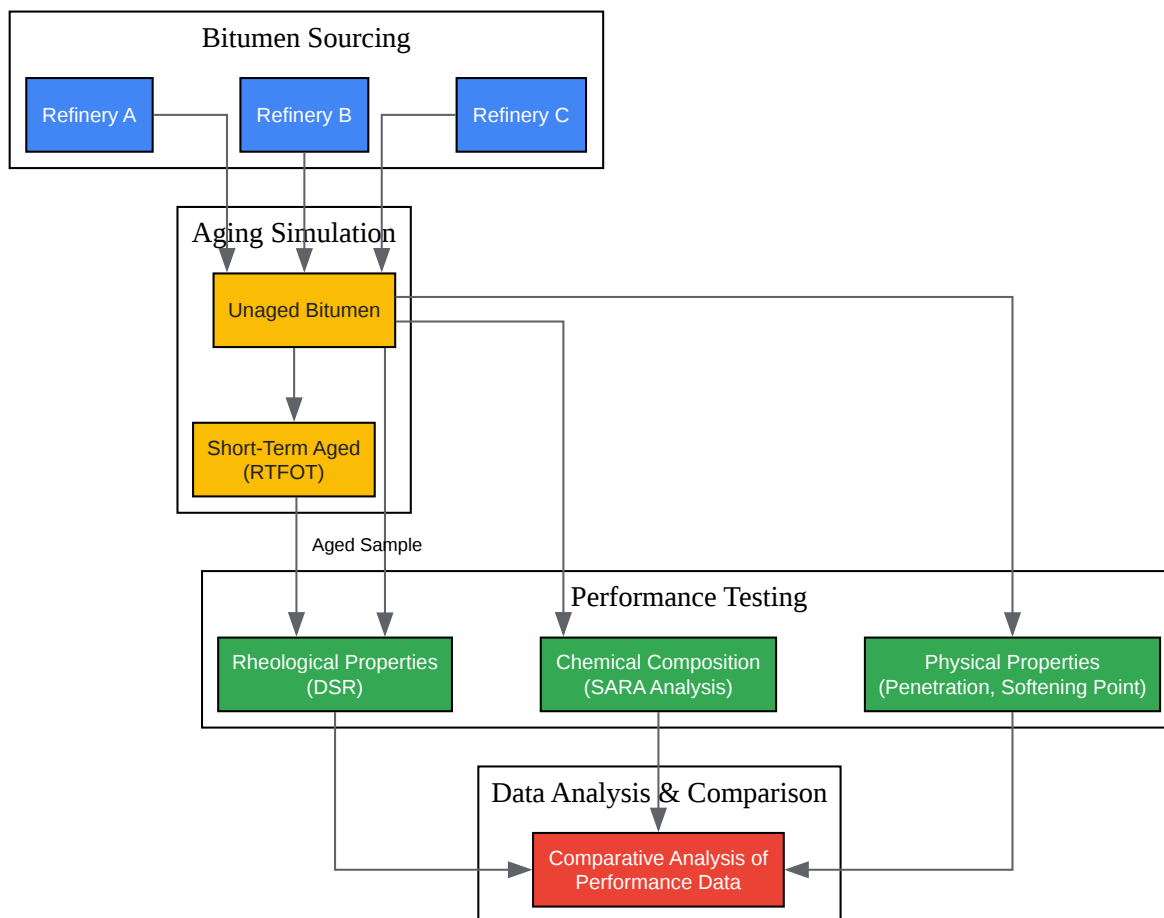 Bitumen Sourcing
Refinery A
Refinery B
Refinery C
Aging Simulation
Unaged Bitumen
Short-Term Aged
(RTFOT)
Aged Sample
Performance Testing
Rheological Properties
(DSR)
Chemical Composition
(SARA Analysis)
Physical Properties
(Penetration, Softening Point)
Data Analysis & Comparison
Comparative Analysis of
Performance Data